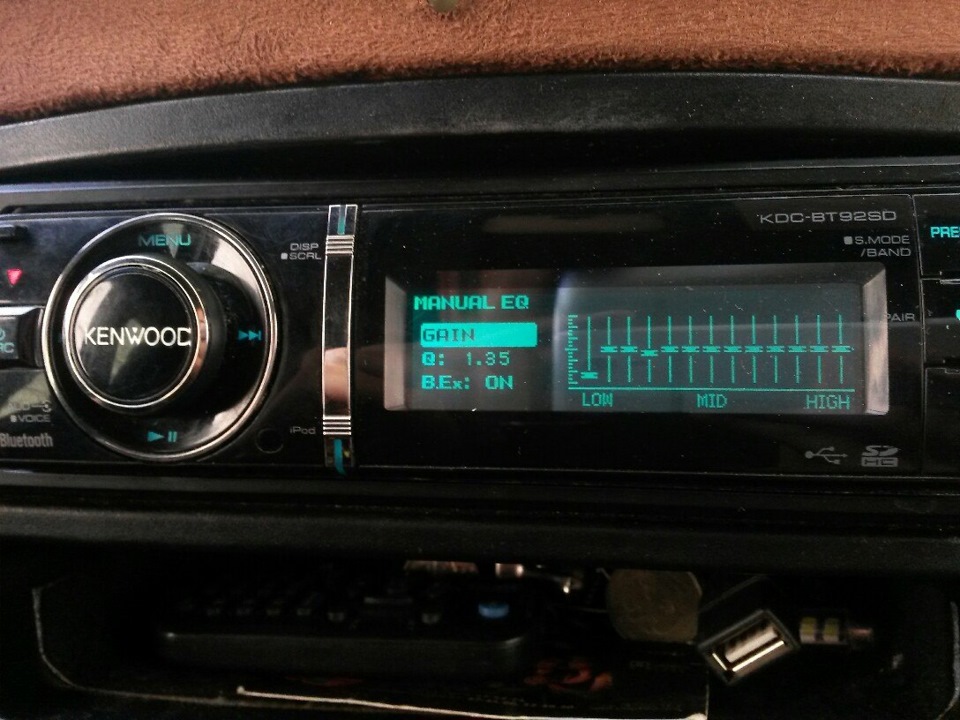 KDC-BT92SD
MENU
DISP
SCRL
S.MODE
/BAND
PRE
MANUAL EQ
GAIN
Q: 1.35
B.Ex: ON
LOW MID HIGH
KENWOOD
PAIR
RC
VOICE
Bluetooth
iPod
SD
HC